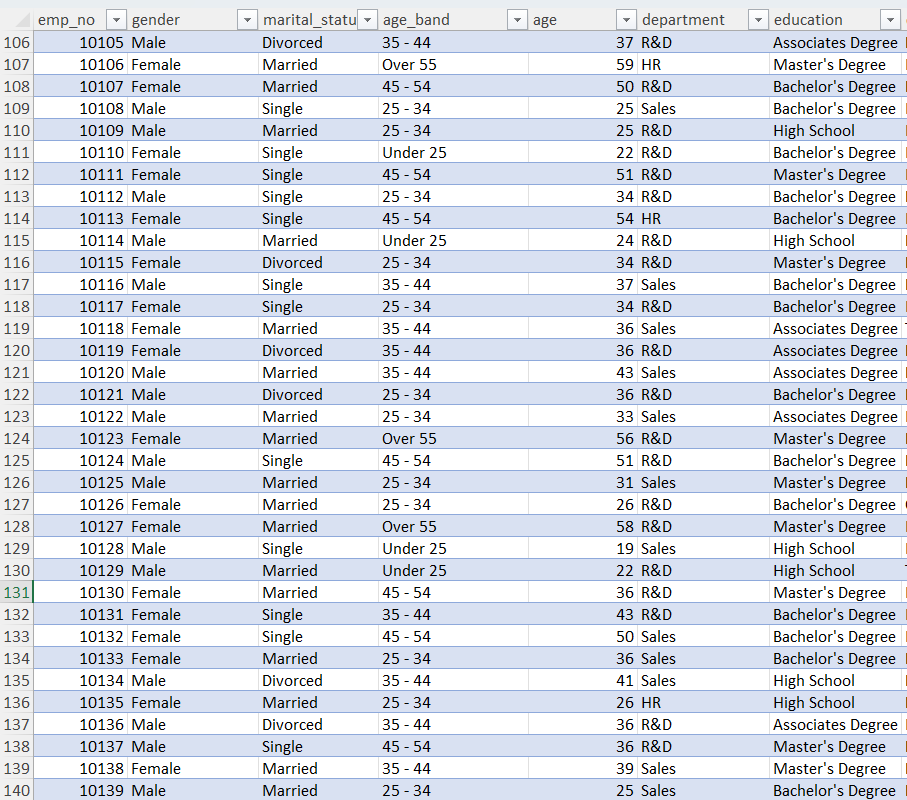 emp_no gender marital_statu age_band age department education
106 10105 Male Divorced 35 - 44 37 R&D Associates Degree
107 10106 Female Married Over 55 59 HR Master's Degree
108 10107 Female Married 45 - 54 50 R&D Bachelor's Degree
109 10108 Male Single 25 - 34 25 Sales Bachelor's Degree
110 10109 Male Married 25 - 34 25 R&D High School
111 10110 Female Single Under 25 22 R&D Bachelor's Degree
112 10111 Female Single 45 - 54 51 R&D Master's Degree
113 10112 Male Single 25 - 34 34 R&D Bachelor's Degree
114 10113 Female Single 45 - 54 54 HR Bachelor's Degree
115 10114 Male Married Under 25 24 R&D High School
116 10115 Female Divorced 25 - 34 34 R&D Master's Degree
117 10116 Male Single 35 - 44 37 Sales Bachelor's Degree
118 10117 Female Single 25 - 34 34 R&D Bachelor's Degree
119 10118 Female Married 35 - 44 36 Sales Associates Degree
120 10119 Female Divorced 35 - 44 36 R&D Associates Degree
121 10120 Male Married 35 - 44 43 Sales Associates Degree
122 10121 Male Divorced 25 - 34 36 R&D Bachelor's Degree
123 10122 Male Married 25 - 34 33 Sales Associates Degree
124 10123 Female Married Over 55 56 R&D Master's Degree
125 10124 Male Single 45 - 54 51 R&D Bachelor's Degree
126 10125 Male Married 25 - 34 31 Sales Master's Degree
127 10126 Female Married 25 - 34 26 R&D Bachelor's Degree
128 10127 Female Married Over 55 58 R&D Master's Degree
129 10128 Male Single Under 25 19 Sales High School
130 10129 Male Married Under 25 22 R&D High School
131 10130 Female Married 45 - 54 36 R&D Master's Degree
132 10131 Female Single 35 - 44 43 R&D Bachelor's Degree
133 10132 Female Single 45 - 54 50 Sales Bachelor's Degree
134 10133 Female Married 25 - 34 36 Sales Bachelor's Degree
135 10134 Male Divorced 35 - 44 41 Sales High School
136 10135 Female Married 25 - 34 26 HR High School
137 10136 Male Divorced 35 - 44 36 R&D Associates Degree
138 10137 Male Single 45 - 54 36 R&D Master's Degree
139 10138 Female Married 35 - 44 39 Sales Master's Degree
140 10139 Male Married 25 - 34 25 Sales Bachelor's Degree